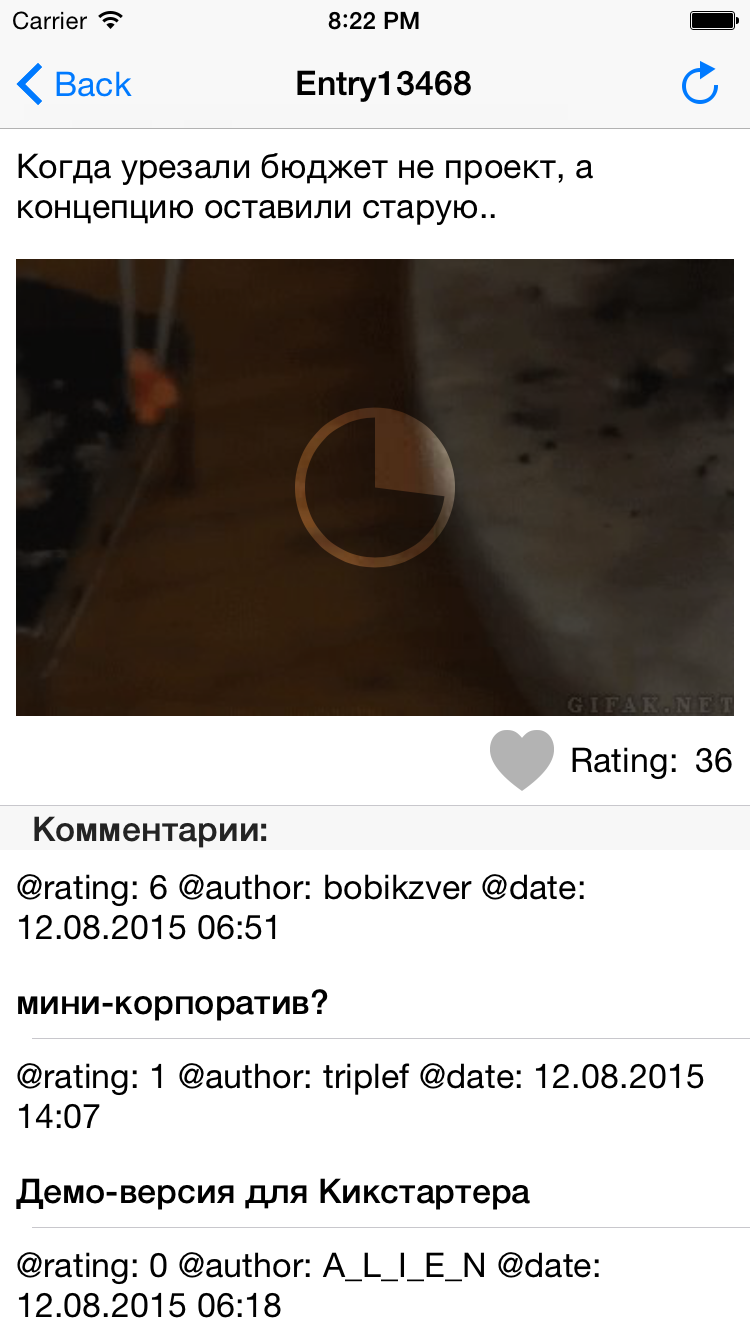 Carrier 8:22 PM
Back Entry13468
Когда урезали бюджет не проект, а
концепцию оставили старую..
GIFAK.NET
Rating: 36
Комментарии:
@rating: 6 @author: bobikzver @date:
12.08.2015 06:51
мини-корпоратив?
@rating: 1 @author: triplef @date: 12.08.2015
14:07
Демо-версия для Кикстартера
@rating: 0 @author: A_L_I_E_N @date:
12.08.2015 06:18